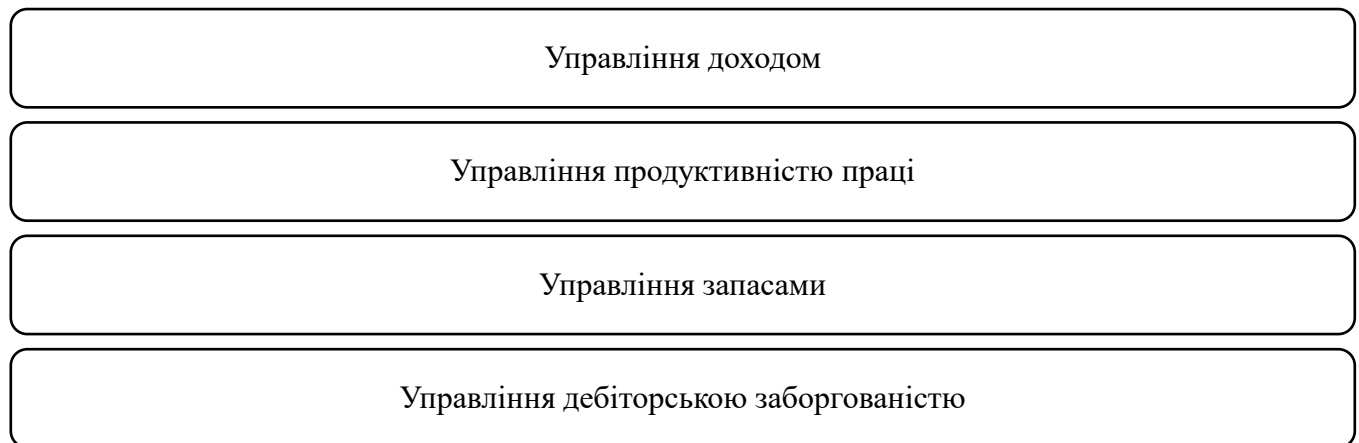 Управління доходом
Управління продуктивністю праці
Управління запасами
Управління дебіторською заборгованістю